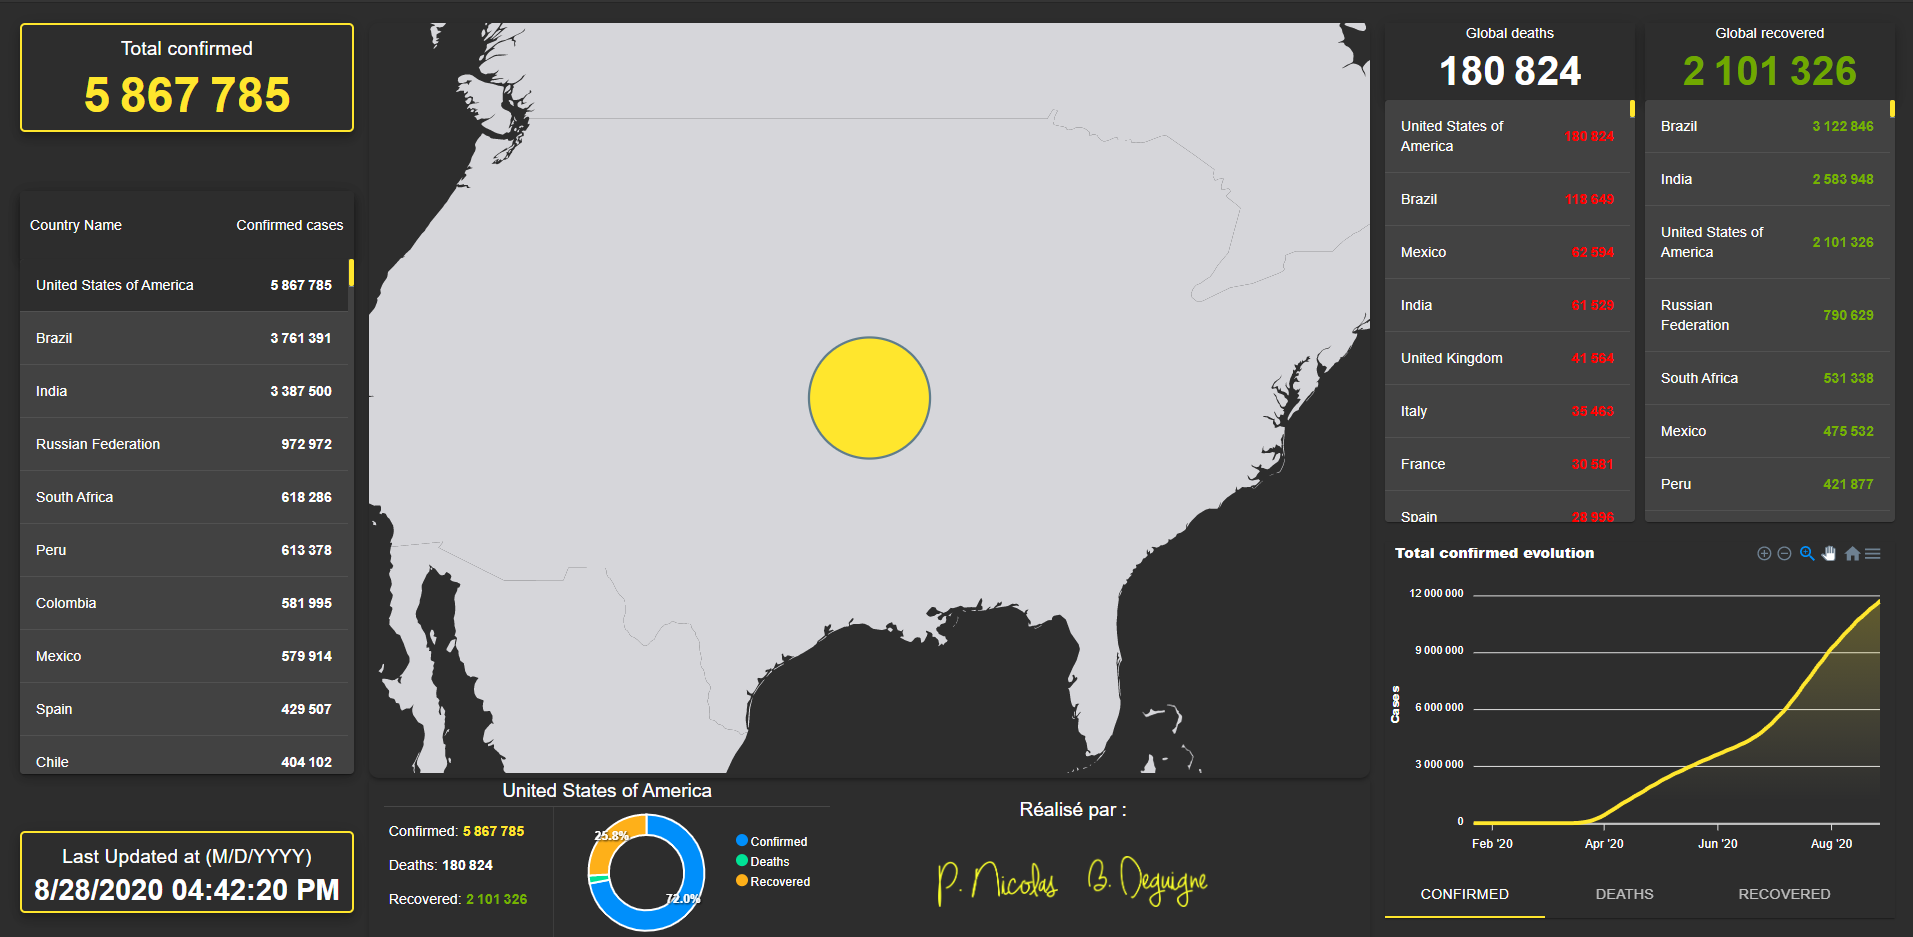 Total confirmed
5 867 785
Country Name Confirmed cases
United States of America 5 867 785
Brazil 3 761 391
India 3 387 500
Russian Federation 972 972
South Africa 618 286
Peru 613 378
Colombia 581 995
Mexico 579 914
Spain 429 507
Chile 404 102
Last Updated at (M/D/YYYY)
8/28/2020 04:42:20 PM
United States of America
Confirmed: 5 867 785
Deaths: 180 824
Recovered: 2 101 326
25.8%
72.0%
Confirmed
Deaths
Recovered
Réalisé par :
P. Nicolas B. Deguigne
Global deaths
180 824
United States of
America
180 824
Brazil 118 649
Mexico 62 594
India 61 529
United Kingdom 41 564
Italy 35 463
France 30 581
Spain 28 996
Global recovered
2 101 326
Brazil 3 122 846
India 2 583 948
United States of
America
2 101 326
Russian
Federation
790 629
South Africa 531 338
Mexico 475 532
Peru 421 877
Total confirmed evolution
12 000 000
9 000 000
6 000 000
3 000 000
0
Cases
Feb '20 Apr '20 Jun '20 Aug '20
CONFIRMED DEATHS RECOVERED